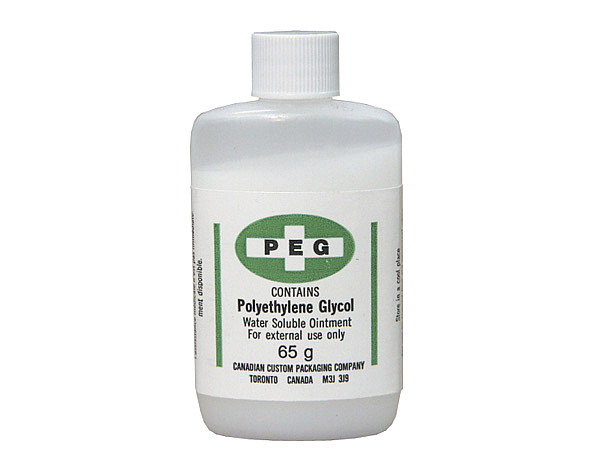 PEG
CONTAINS
Polyethylene Glycol
Water Soluble Ointment
For external use only
65 g
CANADIAN CUSTOM PACKAGING COMPANY
TORONTO CANADA M3J 3J9
ment disponible.
Store in a cool place